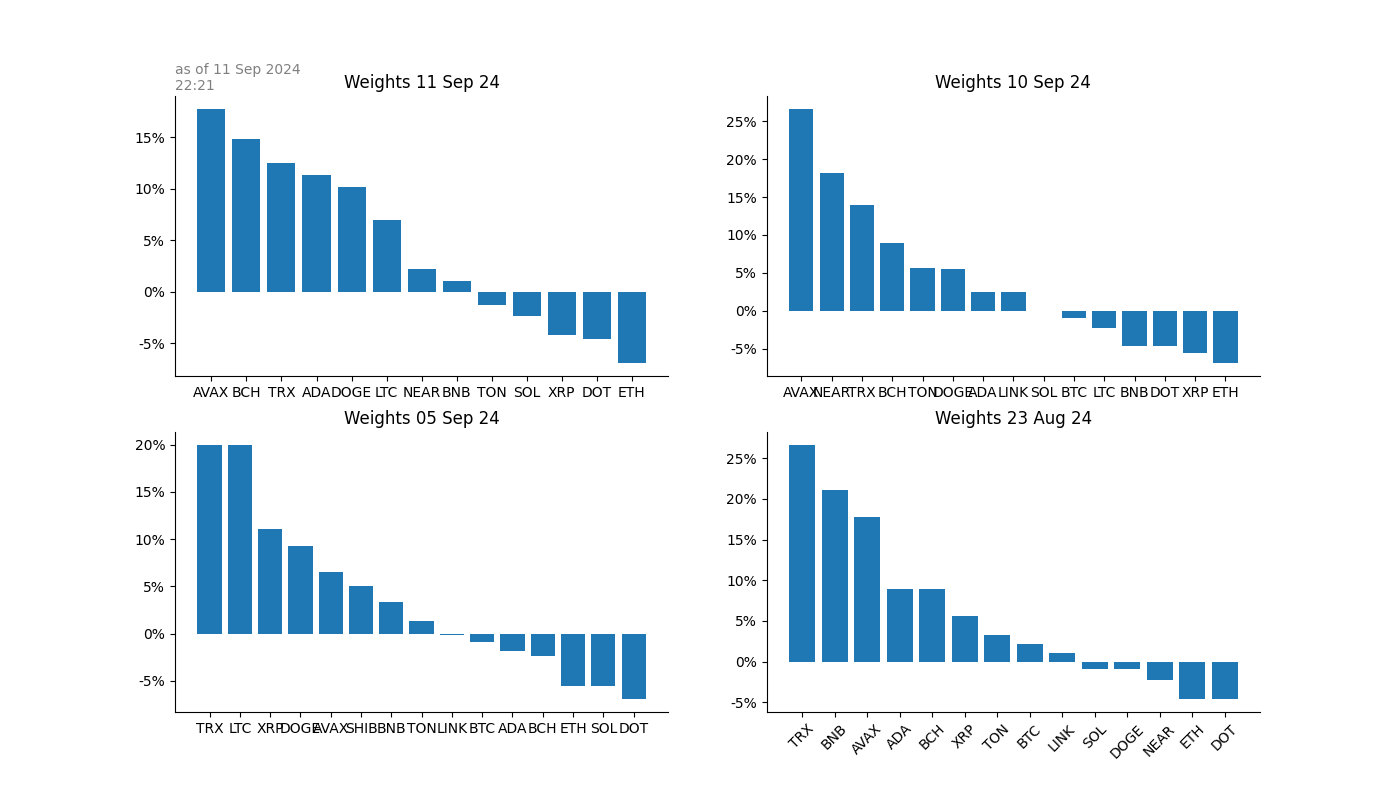 as of 11 Sep 2024
22:21
Weights 11 Sep 24
15%
10%
5%
0%
-5%
AVAX BCH TRX ADA DOGE LTC NEAR BNB TON SOL XRP DOT ETH
Weights 10 Sep 24
25%
20%
15%
10%
5%
0%
-5%
AVAX NEAR TRX BCH TON DOGE ADA LINK SOL BTC LTC BNB DOT XRP ETH
Weights 05 Sep 24
20%
15%
10%
5%
0%
-5%
TRX LTC XRP DOGE AVAX SHIB BNB TON LINK BTC ADA BCH ETH SOL DOT
Weights 23 Aug 24
25%
20%
15%
10%
5%
0%
-5%
TRX BNB AVAX ADA BCH XRP TON BTC LINK SOL DOGE NEAR ETH DOT